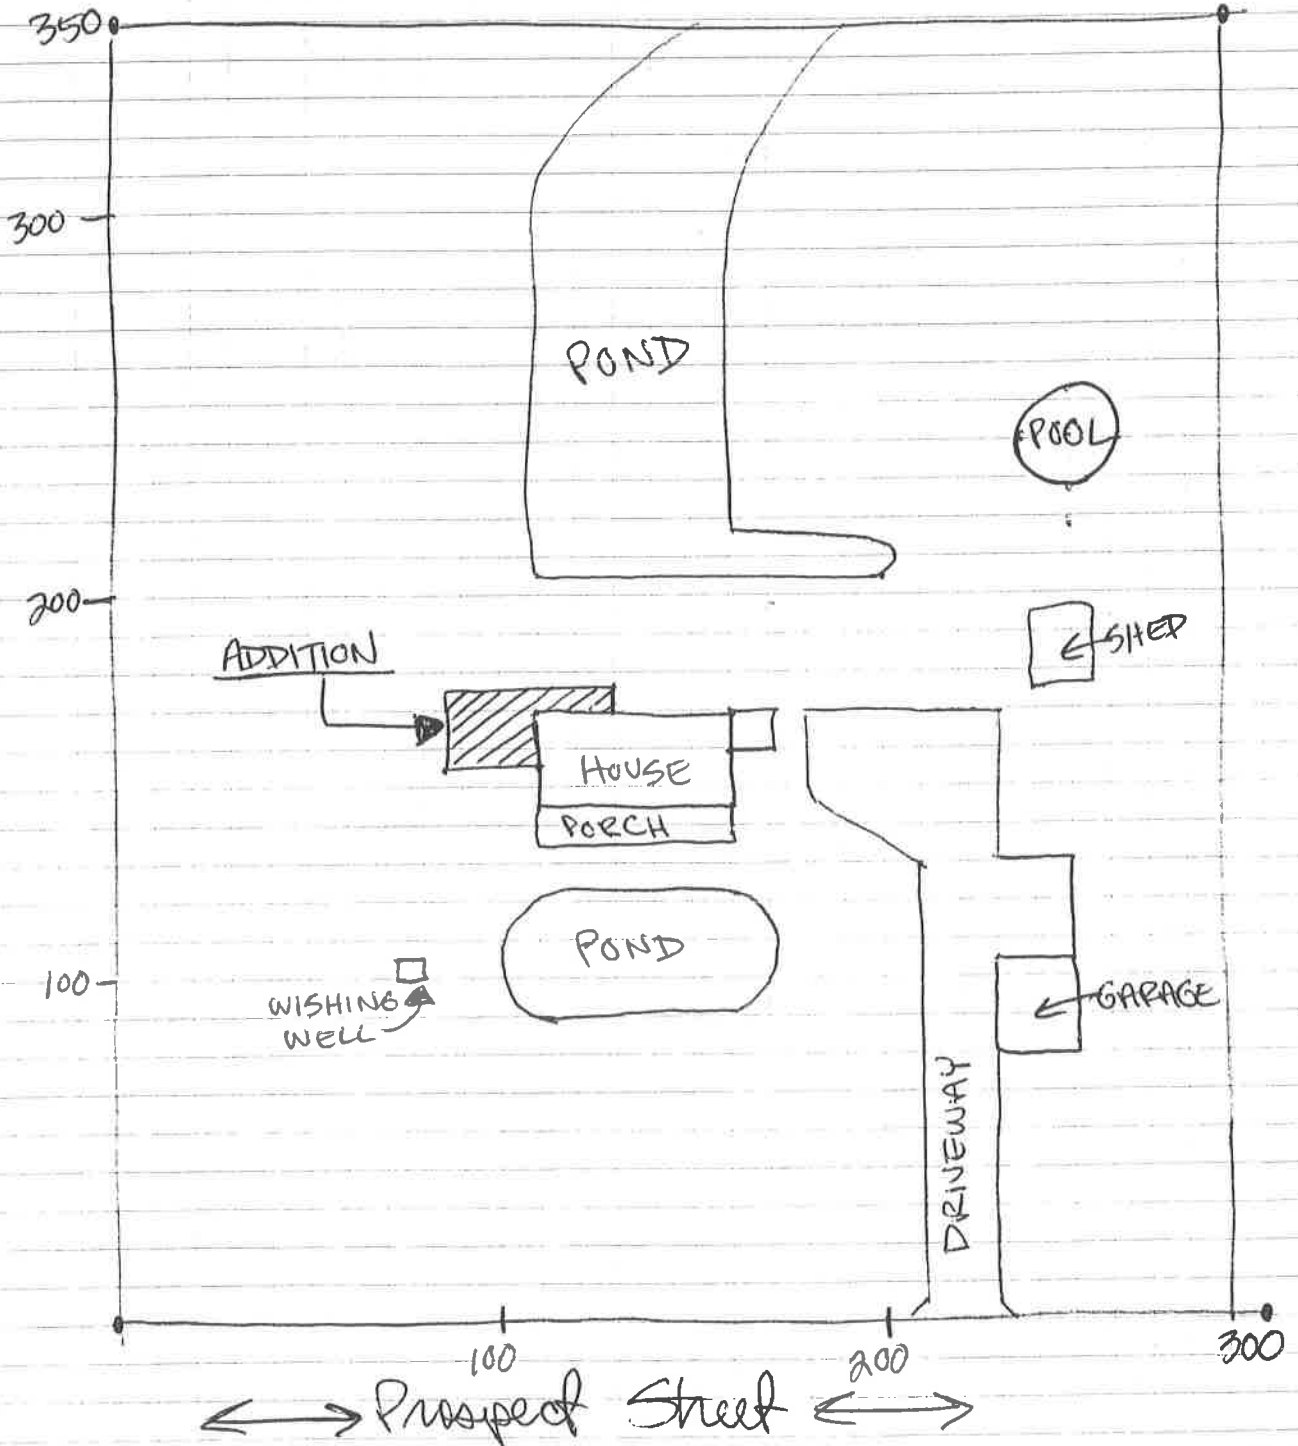 350
300
POND
POOL
200
SHED
ADDITION
HOUSE
PORCH
POND
100
WISHING
WELL
GARAGE
DRIVEWAY
100
200
300
Prospect Street